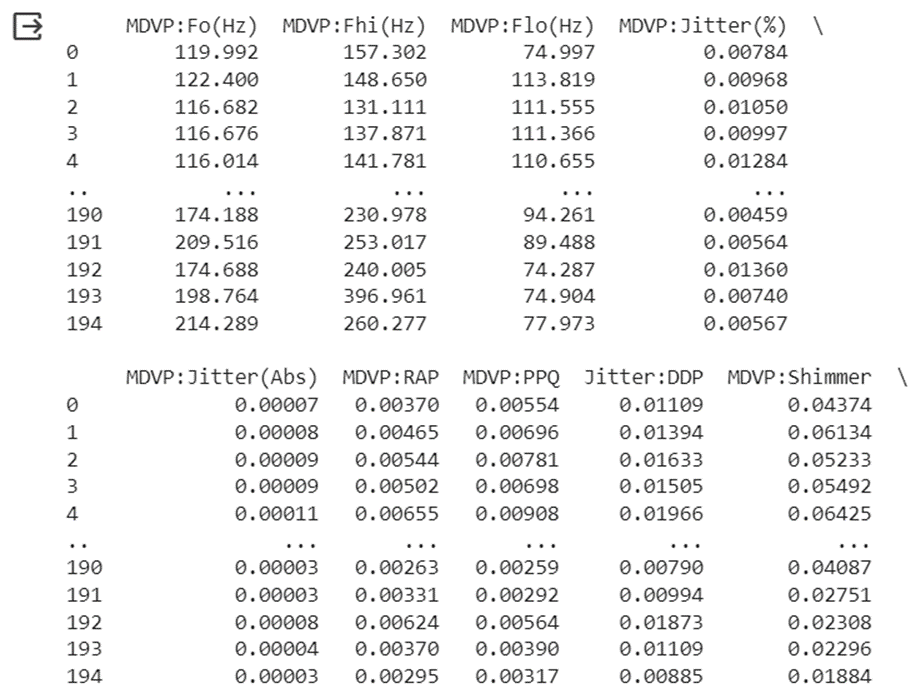 MDVP:Fo(Hz) MDVP:Fhi(Hz) MDVP:Flo(Hz) MDVP:Jitter(%) \
0 119.992 157.302 74.997 0.00784
1 122.400 148.650 113.819 0.00968
2 116.682 131.111 111.555 0.01050
3 116.676 137.871 111.366 0.00997
4 116.014 141.781 110.655 0.01284
.. ... ... ... ...
190 174.188 230.978 94.261 0.00459
191 209.516 253.017 89.488 0.00564
192 174.688 240.005 74.287 0.01360
193 198.764 396.961 74.904 0.00740
194 214.289 260.277 77.973 0.00567
MDVP:Jitter(Abs) MDVP:RAP MDVP:PPQ Jitter:DDP MDVP:Shimmer \
0 0.00007 0.00370 0.00554 0.01109 0.04374
1 0.00008 0.00465 0.00696 0.01394 0.06134
2 0.00009 0.00544 0.00781 0.01633 0.05233
3 0.00009 0.00502 0.00698 0.01505 0.05492
4 0.00011 0.00655 0.00908 0.01966 0.06425
.. ... ... ... ... ...
190 0.00003 0.00263 0.00259 0.00790 0.04087
191 0.00003 0.00331 0.00292 0.00994 0.02751
192 0.00008 0.00624 0.00564 0.01873 0.02308
193 0.00004 0.00370 0.00390 0.01109 0.02296
194 0.00003 0.00295 0.00317 0.00885 0.01884